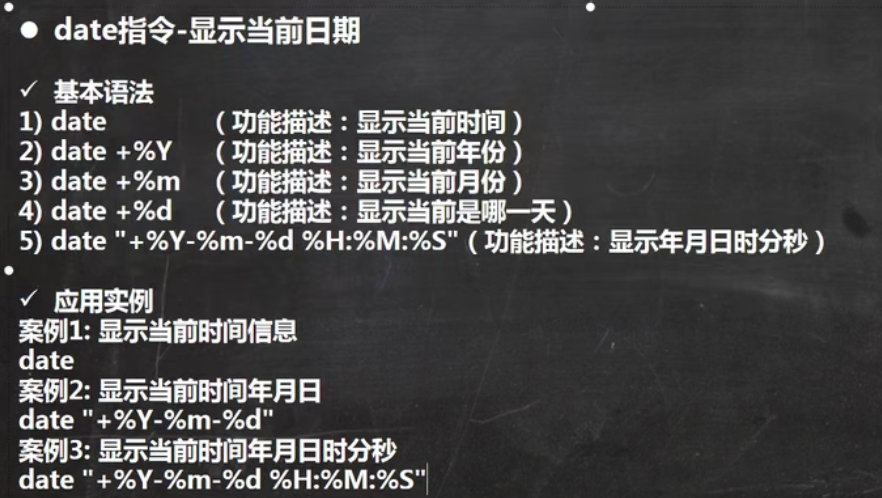 ● date指令-显示当前日期
✓ 基本语法
1) date （功能描述：显示当前时间）
2) date +%Y （功能描述：显示当前年份）
3) date +%m （功能描述：显示当前月份）
4) date +%d （功能描述：显示当前是哪一天）
5) date "+%Y-%m-%d %H:%M:%S"（功能描述：显示年月日时分秒）
✓ 应用实例
案例1: 显示当前时间信息
date
案例2: 显示当前时间年月日
date "+%Y-%m-%d"
案例3: 显示当前时间年月日时分秒
date "+%Y-%m-%d %H:%M:%S"